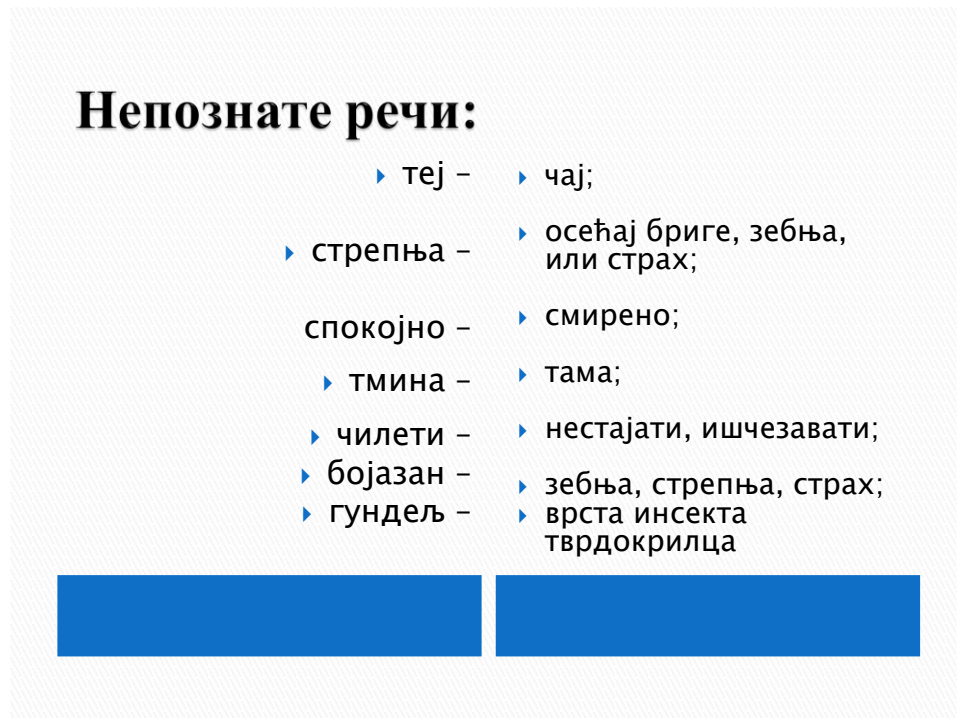 Непознате речи:
теј –
чај;
стрепња –
осећај бриге, зебња,
или страх;
спокојно –
смирено;
тмина –
тама;
чилети –
нестајати, ишчезавати;
бојазан –
зебња, стрепња, страх;
гундељ –
врста инсекта
тврдокрилца